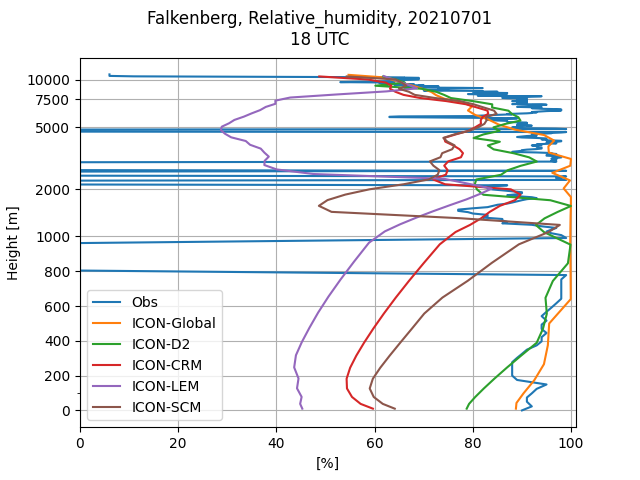 Falkenberg, Relative_humidity, 20210701
18 UTC
10000
7500
5000
2000
1000
800
600
400
200
0
Height [m]
Obs
ICON-Global
ICON-D2
ICON-CRM
ICON-LEM
ICON-SCM
0 20 40 60 80 100
[%]